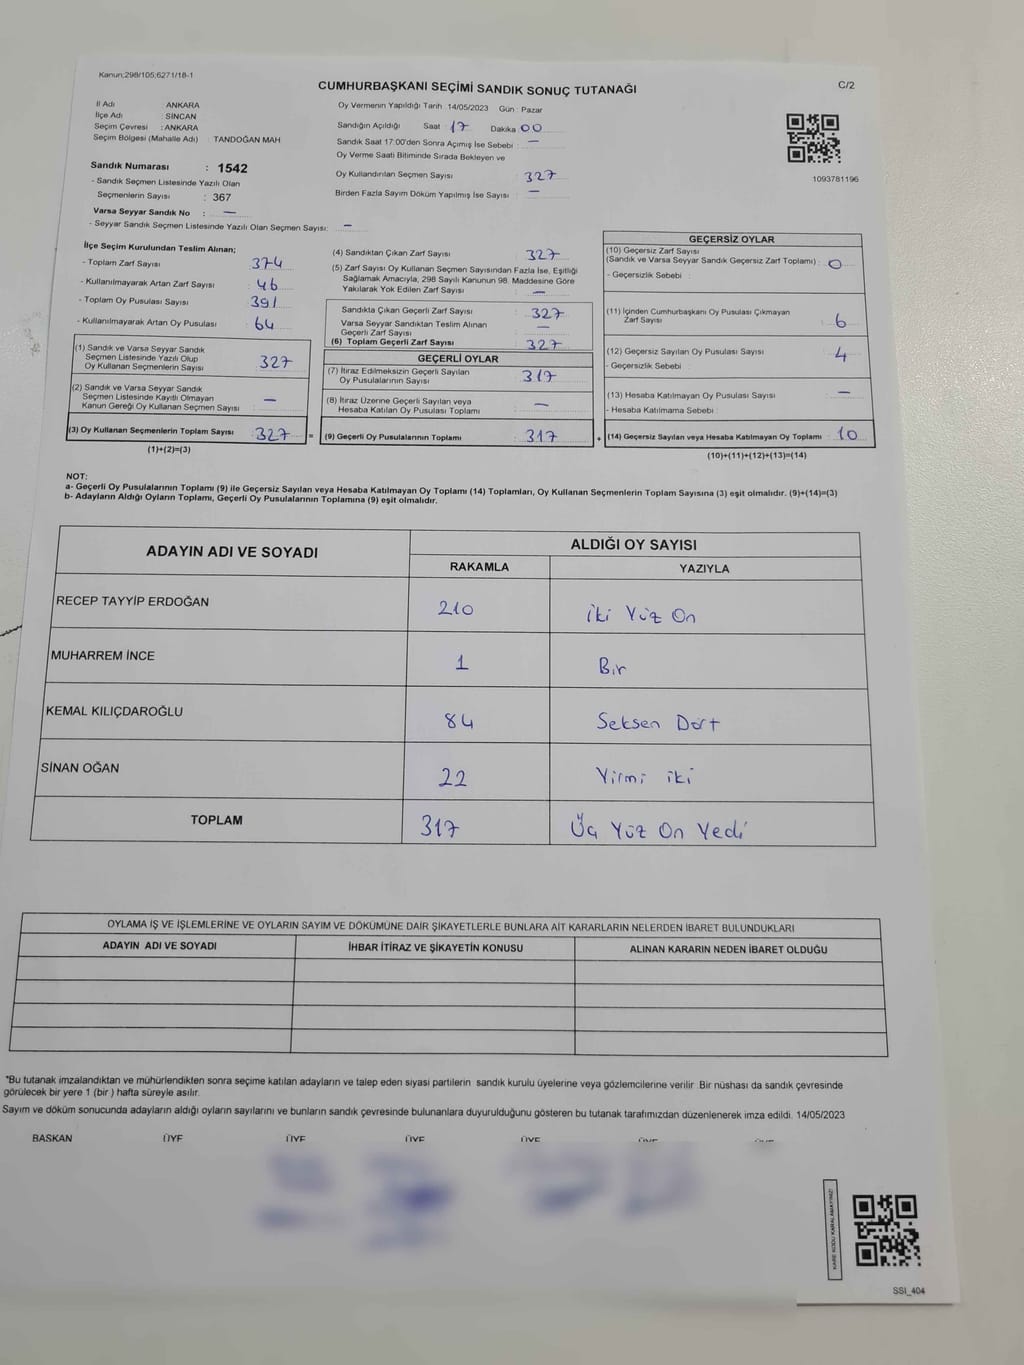 Kanun;298/105,6271/18-1
CUMHURBAŞKANI SEÇİMİ SANDIK SONUÇ TUTANAĞI
C/2
İl Adı : ANKARA
İlçe Adı : SİNCAN
Seçim Çevresi : ANKARA
Seçim Bölgesi (Mahalle Adı) : TANDOĞAN MAH
Sandık Numarası : 1542
- Sandık Seçmen Listesinde Yazılı Olan
Seçmenlerin Sayısı : 367
Varsa Seyyar Sandık No : —
- Seyyar Sandık Seçmen Listesinde Yazılı Olan Seçmen Sayısı: —
Oy Vermenin Yapıldığı Tarih 14/05/2023 Gün : Pazar
Sandığın Açıldığı Saat 17 Dakika 00
Sandık Saat 17:00'den Sonra Açımış İse Sebebi : —
Oy Verme Saati Bitiminde Sırada Bekleyen ve
Oy Kullandırılan Seçmen Sayısı : 327
Birden Fazla Sayım Döküm Yapılmış İse Sayısı : —
1093781196
İlçe Seçim Kurulundan Teslim Alınan;
- Toplam Zarf Sayısı : 374
- Kullanılmayarak Artan Zarf Sayısı : 46
- Toplam Oy Pusulası Sayısı : 391
- Kullanılmayarak Artan Oy Pusulası : 64
(1) Sandık ve Varsa Seyyar Sandık
Seçmen Listesinde Yazılı Olup
Oy Kullanan Seçmenlerin Sayısı : 327
(2) Sandık ve Varsa Seyyar Sandık
Seçmen Listesinde Kayıtlı Olmayan
Kanun Gereği Oy Kullanan Seçmen Sayısı : —
(3) Oy Kullanan Seçmenlerin Toplam Sayısı : 327
(1)+(2)=(3)
(4) Sandıktan Çıkan Zarf Sayısı : 327
(5) Zarf Sayısı Oy Kullanan Seçmen Sayısından Fazla İse, Eşitliği
Sağlamak Amacıyla, 298 Sayılı Kanunun 98. Maddesine Göre
Yakılarak Yok Edilen Zarf Sayısı : —
Sandıkta Çıkan Geçerli Zarf Sayısı : 327
Varsa Seyyar Sandıktan Teslim Alınan
Geçerli Zarf Sayısı : —
(6) Toplam Geçerli Zarf Sayısı : 327
GEÇERLİ OYLAR
(7) İtiraz Edilmeksizin Geçerli Sayılan
Oy Pusulalarının Sayısı : 317
(8) İtiraz Üzerine Geçerli Sayılan veya
Hesaba Katılan Oy Pusulası Toplamı : —
= (9) Geçerli Oy Pusulalarının Toplamı : 317
GEÇERSİZ OYLAR
(10) Geçersiz Zarf Sayısı
(Sandık ve Varsa Seyyar Sandık Geçersiz Zarf Toplamı) : 0
- Geçersizlik Sebebi :
(11) İçinden Cumhurbaşkanı Oy Pusulası Çıkmayan
Zarf Sayısı : 6
(12) Geçersiz Sayılan Oy Pusulası Sayısı : 4
- Geçersizlik Sebebi :
(13) Hesaba Katılmayan Oy Pusulası Sayısı : —
- Hesaba Katılmama Sebebi :
+ (14) Geçersiz Sayılan veya Hesaba Katılmayan Oy Toplamı : 10
(10)+(11)+(12)+(13)=(14)
NOT:
a- Geçerli Oy Pusulalarının Toplamı (9) ile Geçersiz Sayılan veya Hesaba Katılmayan Oy Toplamı (14) Toplamları, Oy Kullanan Seçmenlerin Toplam Sayısına (3) eşit olmalıdır. (9)+(14)=(3)
b- Adayların Aldığı Oyların Toplamı, Geçerli Oy Pusulalarının Toplamına (9) eşit olmalıdır.
ADAYIN ADI VE SOYADI ALDIĞI OY SAYISI
RAKAMLA YAZIYLA
RECEP TAYYİP ERDOĞAN 210 İki Yüz On
MUHARREM İNCE 1 Bir
KEMAL KILIÇDAROĞLU 84 Seksen Dört
SİNAN OĞAN 22 Yirmi iki
TOPLAM 317 Üç Yüz On Yedi
OYLAMA İŞ VE İŞLEMLERİNE VE OYLARIN SAYIM VE DÖKÜMÜNE DAİR ŞİKAYETLERLE BUNLARA AİT KARARLARIN NELERDEN İBARET BULUNDUKLARI
ADAYIN ADI VE SOYADI İHBAR İTİRAZ VE ŞİKAYETİN KONUSU ALINAN KARARIN NEDEN İBARET OLDUĞU
*Bu tutanak imzalandıktan ve mühürlendikten sonra seçime katılan adayların ve talep eden siyasi partilerin sandık kurulu üyelerine veya gözlemcilerine verilir. Bir nüshası da sandık çevresinde
görülecek bir yere 1 (bir ) hafta süreyle asılır.
Sayım ve döküm sonucunda adayların aldığı oyların sayılarını ve bunların sandık çevresinde bulunanlara duyurulduğunu gösteren bu tutanak tarafımızdan düzenlenerek imza edildi. 14/05/2023
BAŞKAN ÜYE ÜYE ÜYE ÜYE ÜYE
KARE KODU KARALAMAYINIZ!
SSI_404